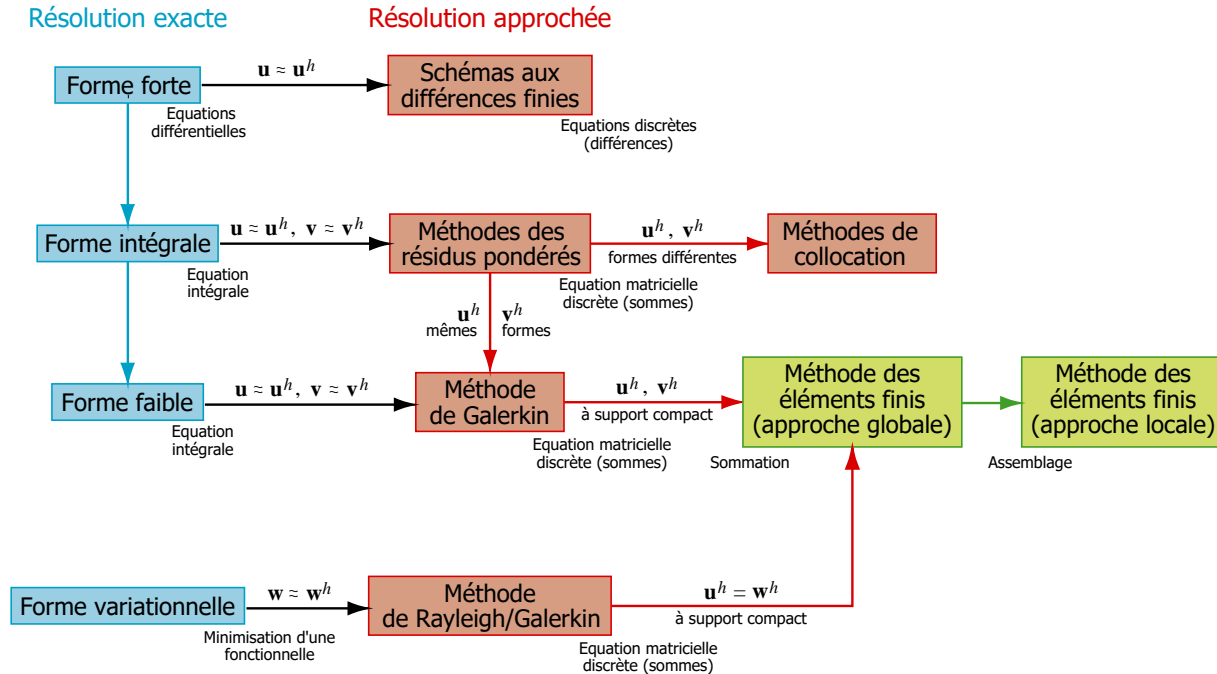 Résolution exacte
Résolution approchée
Forme forte
u ≈ u^h
Schémas aux
différences finies
Equations
différentielles
Equations discrètes
(différences)
Forme intégrale
u ≈ u^h, v ≈ v^h
Méthodes des
résidus pondérés
u^h, v^h
formes différentes
Méthodes de
collocation
Equation
intégrale
Equation matricielle
discrète (sommes)
u^h v^h
mêmes formes
Forme faible
u ≈ u^h, v ≈ v^h
Méthode
de Galerkin
u^h, v^h
à support compact
Méthode des
éléments finis
(approche globale)
Méthode des
éléments finis
(approche locale)
Equation
intégrale
Equation matricielle
discrète (sommes)
Sommation
Assemblage
Forme variationnelle
w ≈ w^h
Méthode
de Rayleigh/Galerkin
u^h = w^h
à support compact
Minimisation d'une
fonctionnelle
Equation matricielle
discrète (sommes)